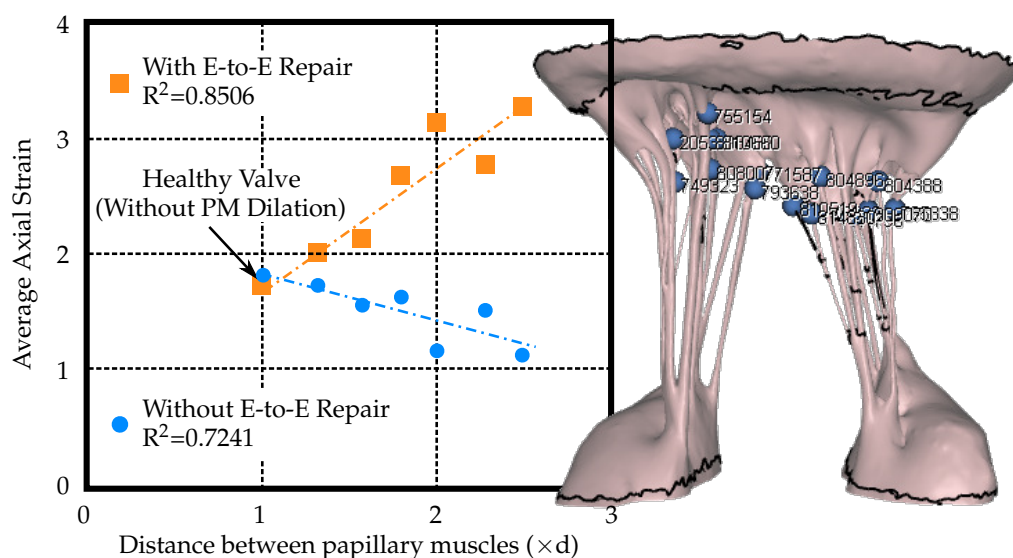 4
3
2
1
0
With E-to-E Repair
R²=0.8506
Healthy Valve
(Without PM Dilation)
Without E-to-E Repair
R²=0.7241
Average Axial Strain
0
1
2
3
Distance between papillary muscles (×d)
755154
749323
793638
804388